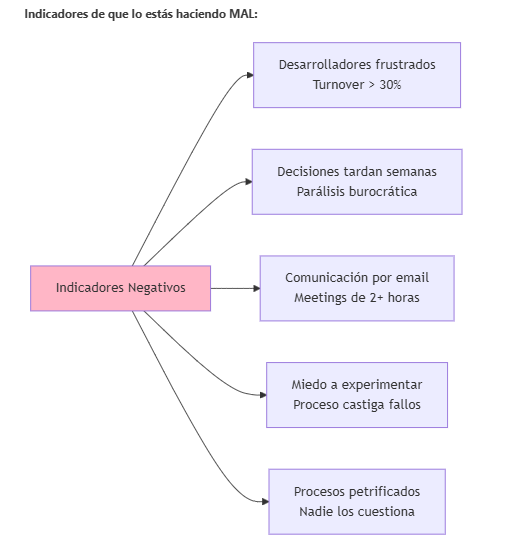 Indicadores de que lo estás haciendo MAL:
Desarrolladores frustrados
Turnover > 30%
Decisiones tardan semanas
Parálisis burocrática
Indicadores Negativos
Comunicación por email
Meetings de 2+ horas
Miedo a experimentar
Proceso castiga fallos
Procesos petrificados
Nadie los cuestiona